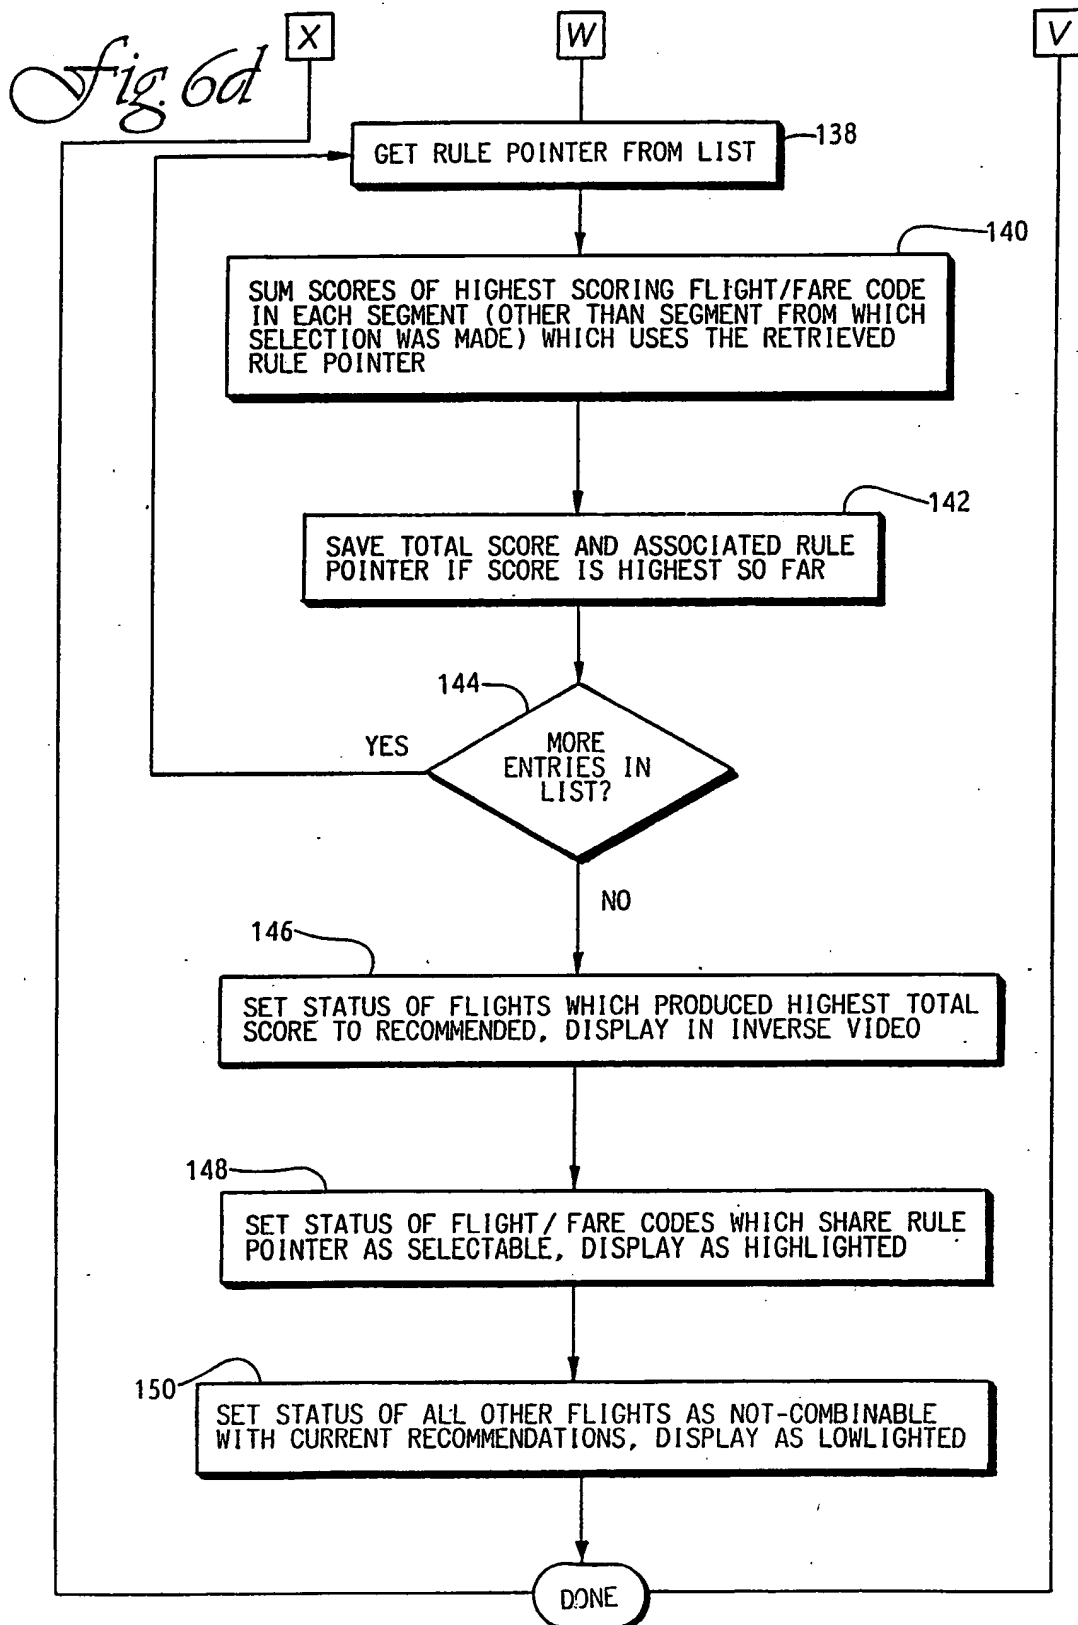 Fig. 6d
X
W
V
GET RULE POINTER FROM LIST
138
140
SUM SCORES OF HIGHEST SCORING FLIGHT/FARE CODE
IN EACH SEGMENT (OTHER THAN SEGMENT FROM WHICH
SELECTION WAS MADE) WHICH USES THE RETRIEVED
RULE POINTER
142
SAVE TOTAL SCORE AND ASSOCIATED RULE
POINTER IF SCORE IS HIGHEST SO FAR
144
YES
MORE
ENTRIES IN
LIST?
NO
146
SET STATUS OF FLIGHTS WHICH PRODUCED HIGHEST TOTAL
SCORE TO RECOMMENDED, DISPLAY IN INVERSE VIDEO
148
SET STATUS OF FLIGHT/ FARE CODES WHICH SHARE RULE
POINTER AS SELECTABLE, DISPLAY AS HIGHLIGHTED
150
SET STATUS OF ALL OTHER FLIGHTS AS NOT-COMBINABLE
WITH CURRENT RECOMMENDATIONS, DISPLAY AS LOWLIGHTED
DONE